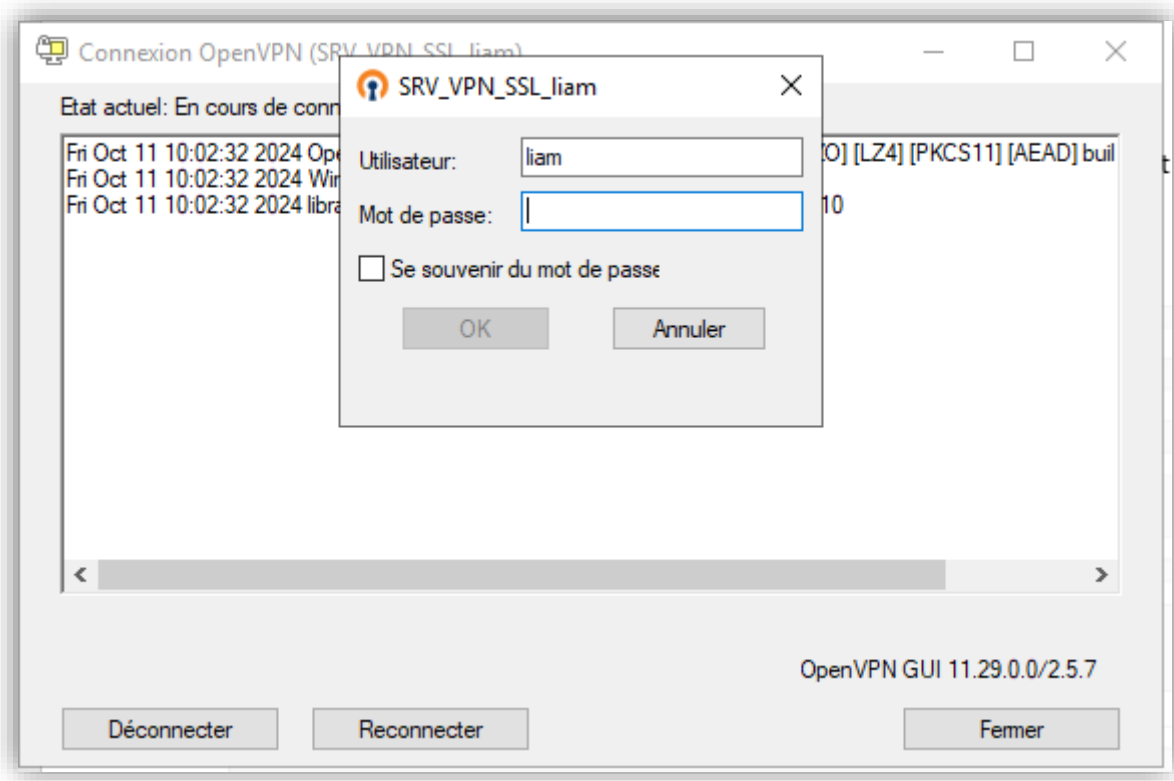 Connexion OpenVPN (SRV_VPN_SSL_liam)
SRV_VPN_SSL_liam
Etat actuel: En cours de conn
Utilisateur:
liam
Mot de passe:
Se souvenir du mot de passe
OK
Annuler
Fri Oct 11 10:02:32 2024 Ope ZO] [LZ4] [PKCS11] [AEAD] buil
Fri Oct 11 10:02:32 2024 Win
Fri Oct 11 10:02:32 2024 libra 10
OpenVPN GUI 11.29.0.0/2.5.7
Déconnecter
Reconnecter
Fermer